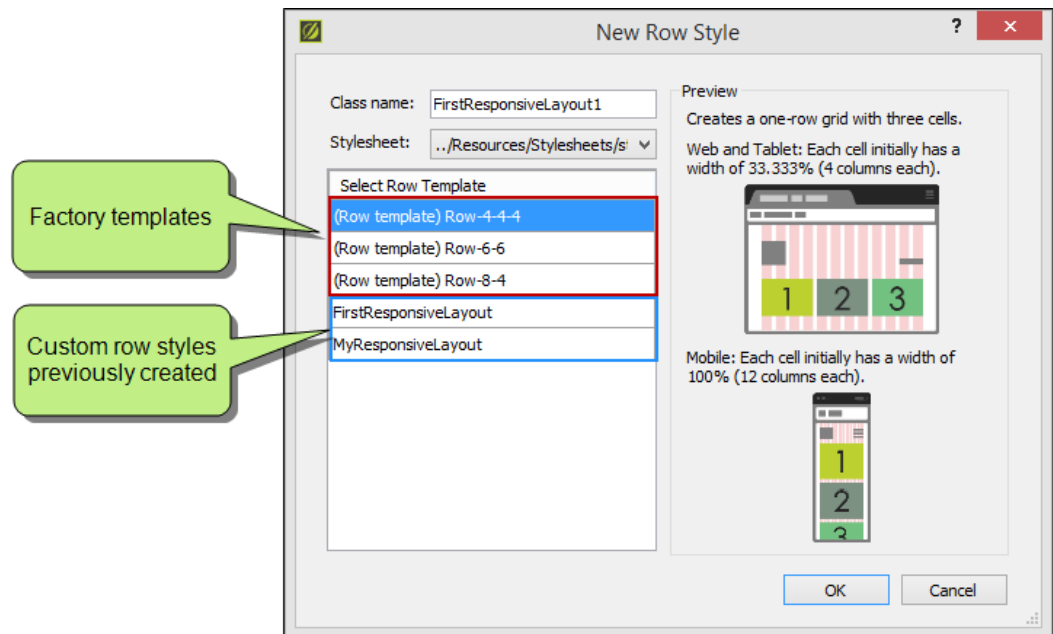 New Row Style
?
Class name:
FirstResponsiveLayout1
Stylesheet:
../Resources/Stylesheets/s
Select Row Template
(Row template) Row-4-4-4
(Row template) Row-6-6
(Row template) Row-8-4
FirstResponsiveLayout
MyResponsiveLayout
Factory templates
Custom row styles
previously created
Preview
Creates a one-row grid with three cells.
Web and Tablet: Each cell initially has a
width of 33.333% (4 columns each).
1 2 3
Mobile: Each cell initially has a width of
100% (12 columns each).
1
2
3
OK
Cancel